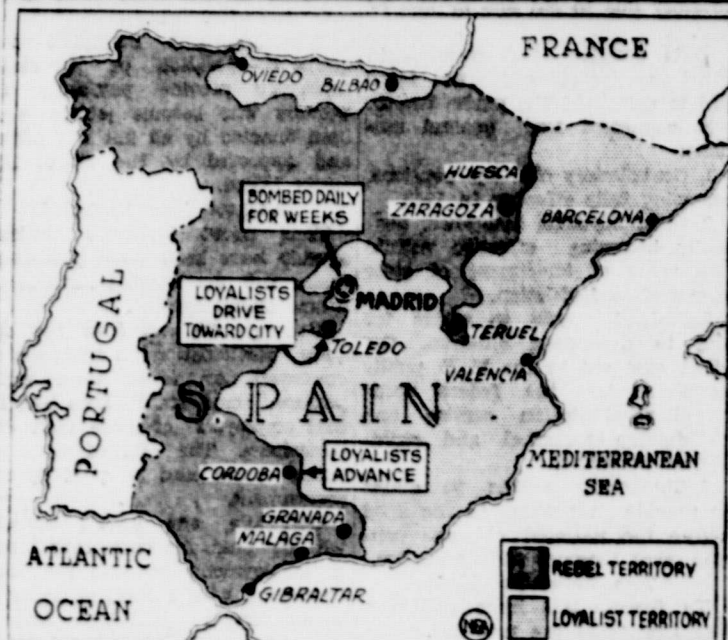 FRANCE
OVIEDO
BILBAO
HUESCA
BOMBED DAILY
FOR WEEKS
ZARAGOZA
BARCELONA
PORTUGAL
LOYALISTS
DRIVE
TOWARD CITY
MADRID
TOLEDO
TERUEL
VALENCIA
SPAIN
CORDOBA
LOYALISTS
ADVANCE
MEDITERRANEAN
SEA
GRANADA
MALAGA
ATLANTIC
OCEAN
GIBRALTAR
REBEL TERRITORY
LOYALIST TERRITORY
NEA